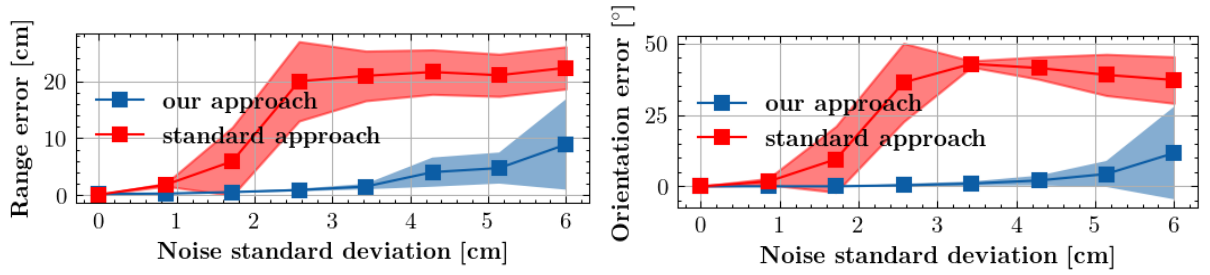 Range error [cm]
20
10
0
our approach
standard approach
0 1 2 3 4 5 6
Noise standard deviation [cm]
Orientation error [°]
50
25
0
our approach
standard approach
0 1 2 3 4 5 6
Noise standard deviation [cm]